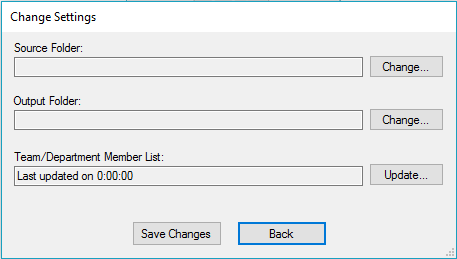 Change Settings
Source Folder:
Change...
Output Folder:
Change...
Team/Department Member List:
Last updated on 0:00:00
Update...
Save Changes
Back